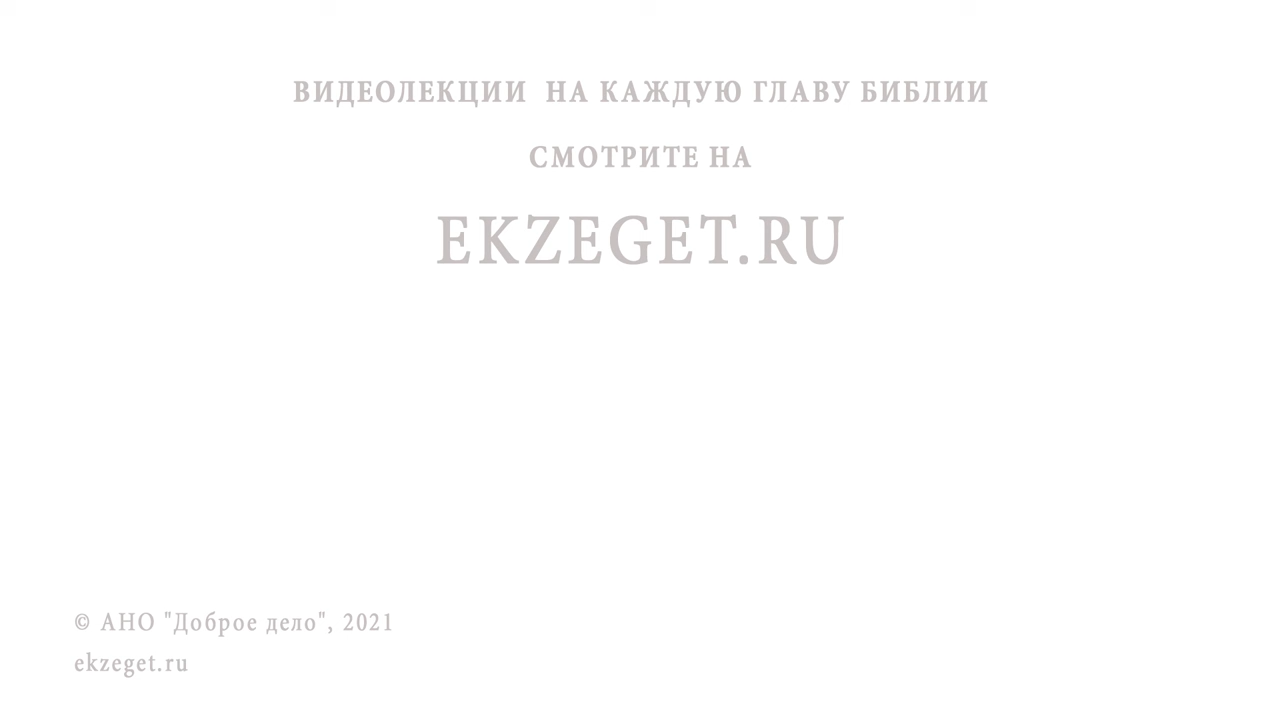 ВИДЕОЛЕКЦИИ НА КАЖДУЮ ГЛАВУ БИБЛИИ
СМОТРИТЕ НА
EKZEGET.RU
© АНО "Доброе дело", 2021
ekzeget.ru